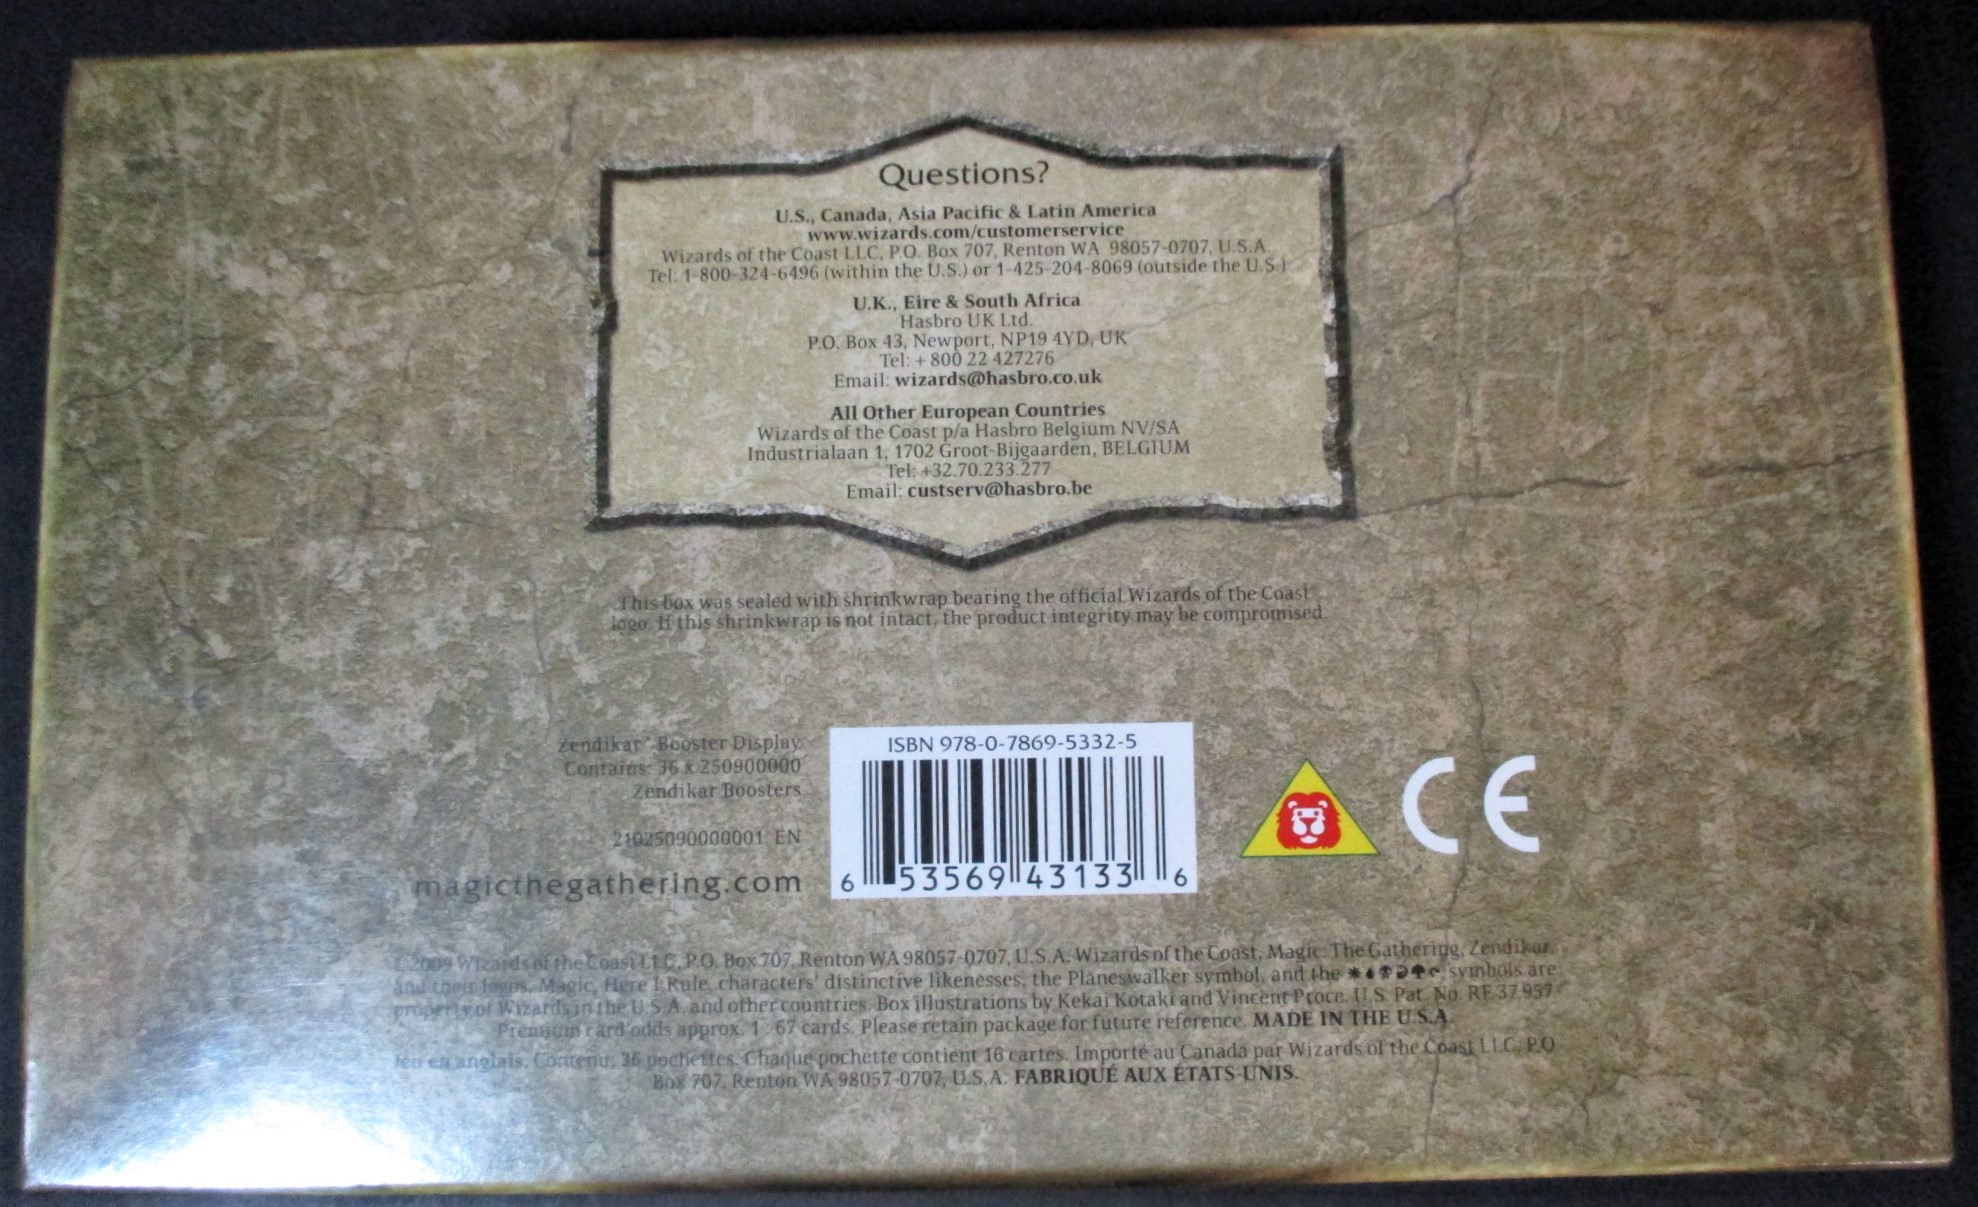 Questions?
U.S., Canada, Asia Pacific & Latin America
www.wizards.com/customerservice
Wizards of the Coast LLC, P.O. Box 707, Renton WA 98057-0707, U.S.A.
Tel: 1-800-324-6496 (within the U.S.) or 1-425-204-8069 (outside the U.S.)
U.K., Eire & South Africa
Hasbro UK Ltd.
P.O. Box 43, Newport, NP19 4YD, UK
Tel: + 800 22 427276
Email: wizards@hasbro.co.uk
All Other European Countries
Wizards of the Coast p/a Hasbro Belgium NV/SA
Industrialaan 1, 1702 Groot-Bijgaarden, BELGIUM
Tel: +32.70.233.277
Email: custserv@hasbro.be
This box was sealed with shrinkwrap bearing the official Wizards of the Coast
logo. If this shrinkwrap is not intact, the product integrity may be compromised.
Zendikar™ Booster Display
Contains: 36 x 250900000
Zendikar Boosters
21025090000001 EN
magicthegathering.com
ISBN 978-0-7869-5332-5
6 53569 43133 6
CE
©2009 Wizards of the Coast LLC, P.O. Box 707, Renton WA 98057-0707, U.S.A. Wizards of the Coast, Magic: The Gathering, Zendikar,
and their logos, Magic, Here I Rule, characters' distinctive likenesses, the Planeswalker symbol, and the symbols are
property of Wizards in the U.S.A. and other countries. Box illustrations by Kekai Kotaki and Vincent Proce. U.S. Pat. No. RE 37,957.
Premium card odds approx. 1 : 67 cards. Please retain package for future reference. MADE IN THE U.S.A.
Jeu en anglais. Contenu: 36 pochettes. Chaque pochette contient 16 cartes. Importé au Canada par Wizards of the Coast LLC, P.O.
Box 707, Renton WA 98057-0707, U.S.A. FABRIQUÉ AUX ÉTATS-UNIS.